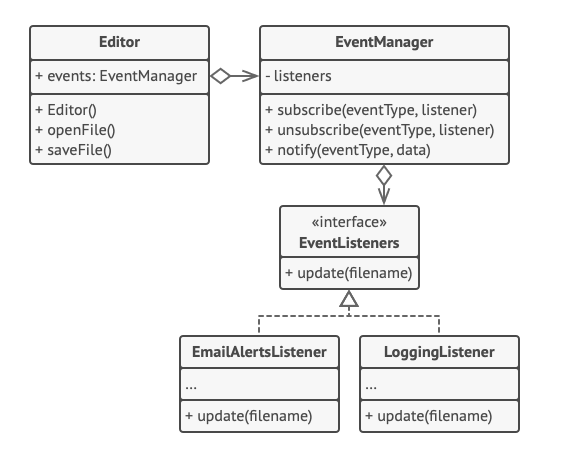 Editor
+ events: EventManager
+ Editor()
+ openFile()
+ saveFile()
EventManager
- listeners
+ subscribe(eventType, listener)
+ unsubscribe(eventType, listener)
+ notify(eventType, data)
«interface»
EventListeners
+ update(filename)
EmailAlertsListener
...
+ update(filename)
LoggingListener
...
+ update(filename)